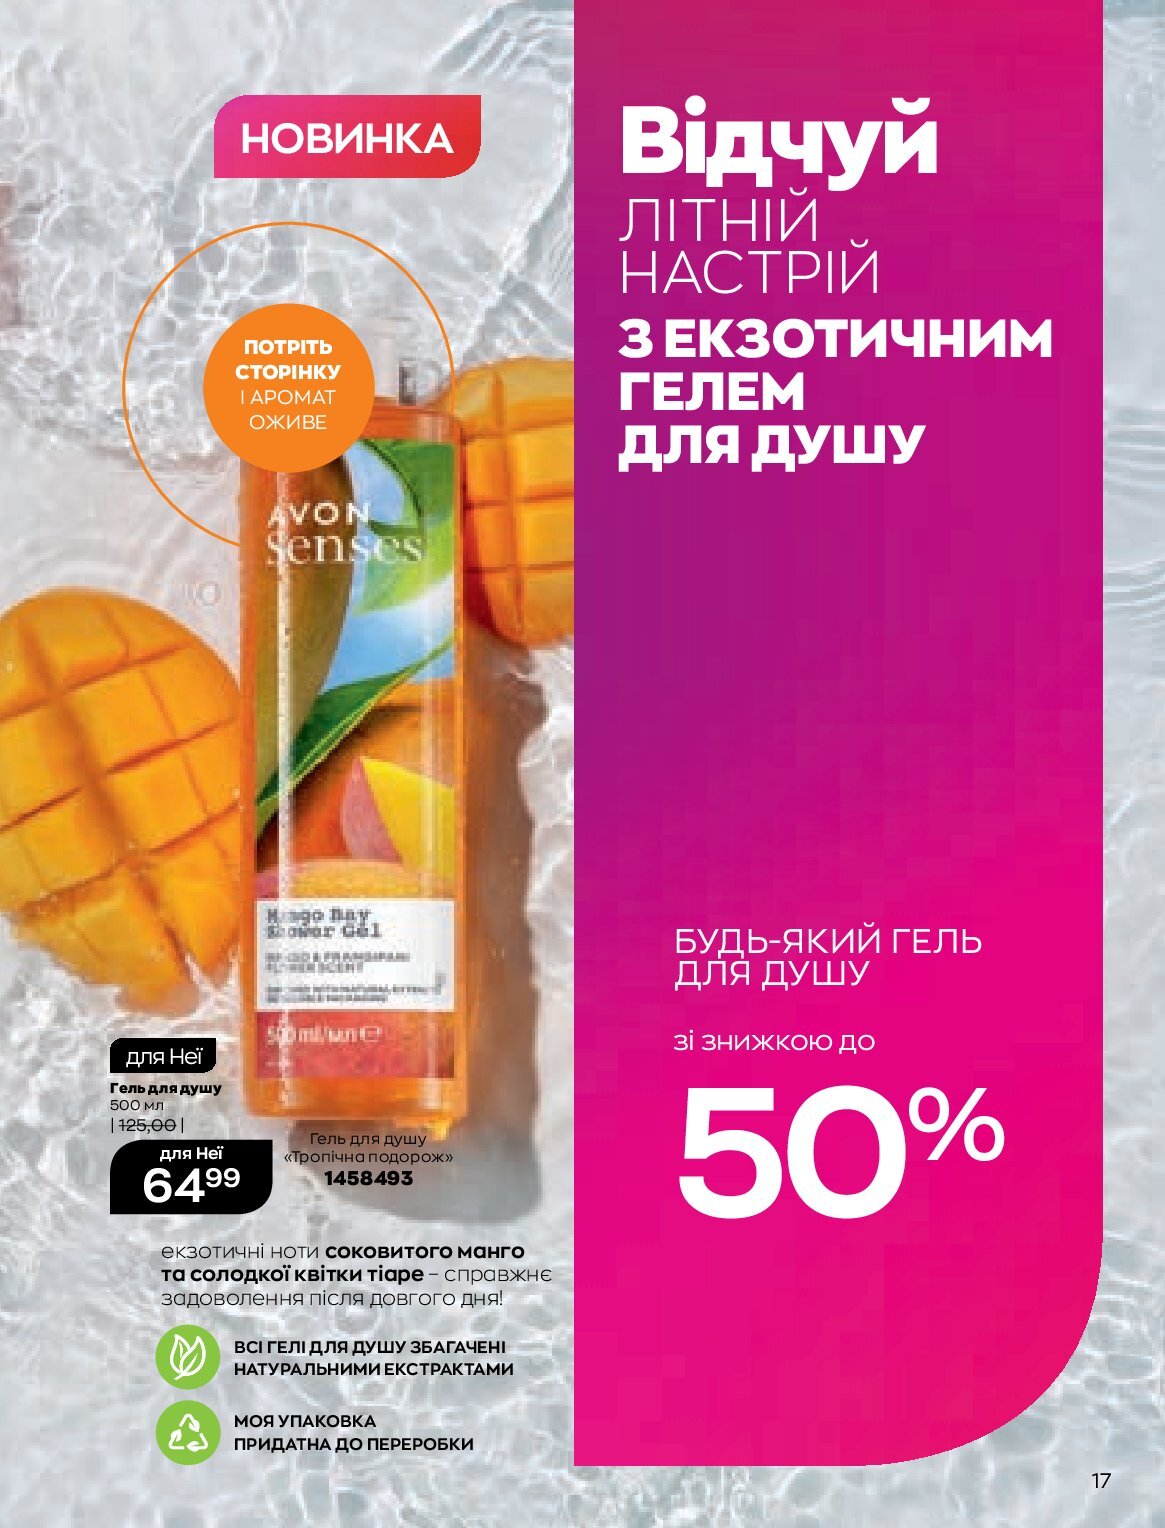 НОВИНКА
Відчуй
ЛІТНІЙ
НАСТРІЙ
З ЕКЗОТИЧНИМ
ГЕЛЕМ
ДЛЯ ДУШУ
ПОТРІТЬ
СТОРІНКУ
І АРОМАТ
ОЖИВЕ
AVON
Senses
Mango Bay
Shower Gel
500 ml/мл e
БУДЬ-ЯКИЙ ГЕЛЬ
ДЛЯ ДУШУ
зі знижкою до
50%
для Неї
Гель для душу
500 мл
| 125,00 |
для Неї
64 99
Гель для душу
«Тропічна подорож»
1458493
екзотичні ноти соковитого манго
та солодкої квітки тіаре – справжнє
задоволення після довгого дня!
ВСІ ГЕЛІ ДЛЯ ДУШУ ЗБАГАЧЕНІ
НАТУРАЛЬНИМИ ЕКСТРАКТАМИ
МОЯ УПАКОВКА
ПРИДАТНА ДО ПЕРЕРОБКИ
17